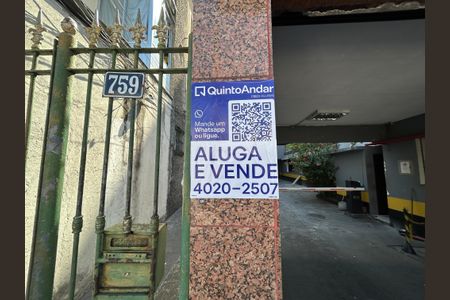 759
QuintoAndar
Mande um
Whatsapp
ou ligue.
ALUGA
E VENDE
4020-2507